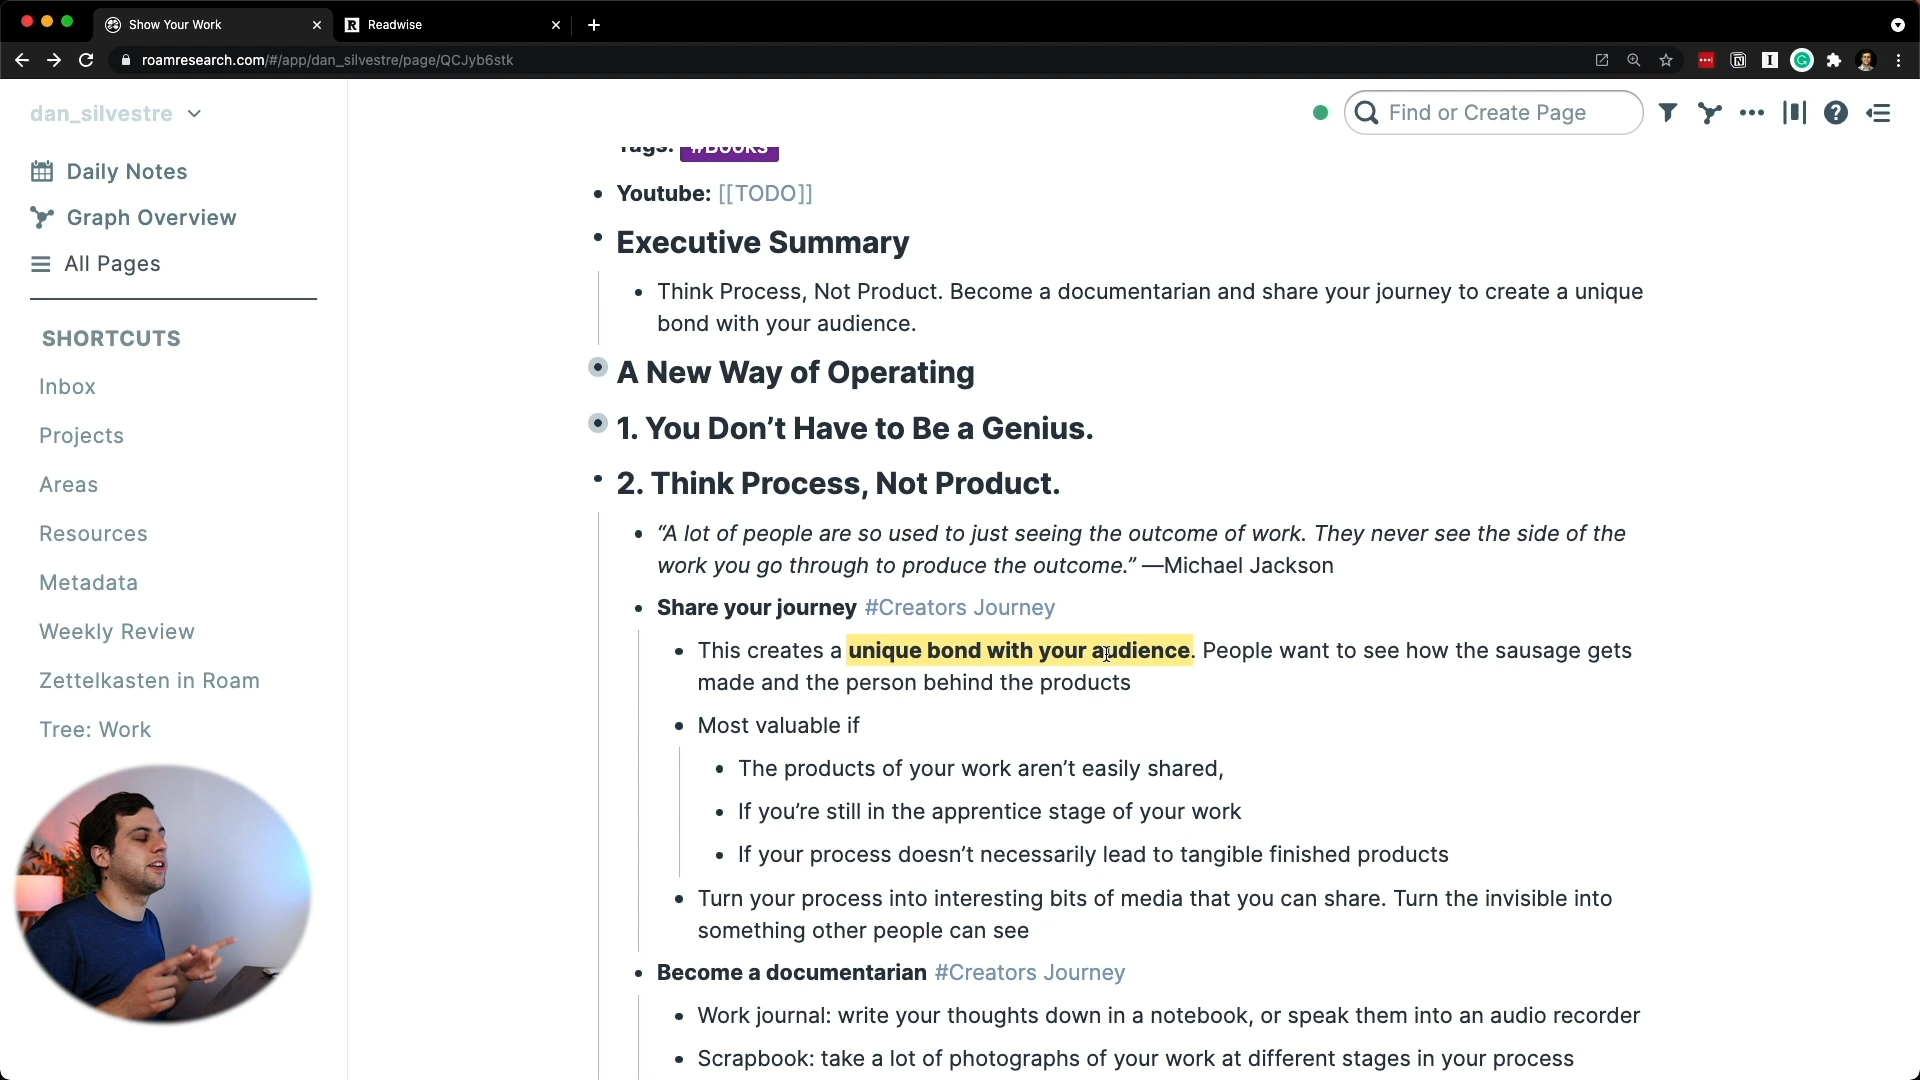 Show Your Work
Readwise
roamresearch.com/#/app/dan_silvestre/page/QCJyb6stk
dan_silvestre
Find or Create Page
Daily Notes
Graph Overview
All Pages
SHORTCUTS
Inbox
Projects
Areas
Resources
Metadata
Weekly Review
Zettelkasten in Roam
Tree: Work
Tags: #Books
Youtube: [[TODO]]
Executive Summary
Think Process, Not Product. Become a documentarian and share your journey to create a unique
bond with your audience.
A New Way of Operating
1. You Don’t Have to Be a Genius.
2. Think Process, Not Product.
“A lot of people are so used to just seeing the outcome of work. They never see the side of the
work you go through to produce the outcome.” —Michael Jackson
Share your journey #Creators Journey
This creates a unique bond with your audience. People want to see how the sausage gets
made and the person behind the products
Most valuable if
The products of your work aren’t easily shared,
If you’re still in the apprentice stage of your work
If your process doesn’t necessarily lead to tangible finished products
Turn your process into interesting bits of media that you can share. Turn the invisible into
something other people can see
Become a documentarian #Creators Journey
Work journal: write your thoughts down in a notebook, or speak them into an audio recorder
Scrapbook: take a lot of photographs of your work at different stages in your process